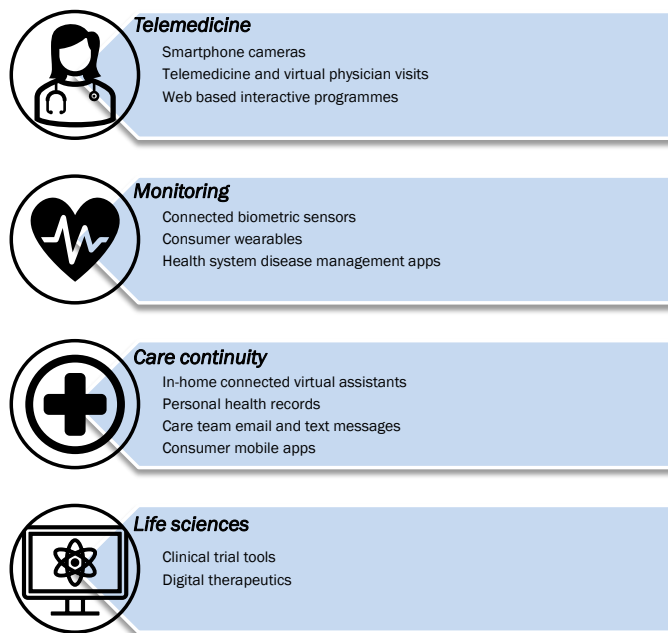 Telemedicine
Smartphone cameras
Telemedicine and virtual physician visits
Web based interactive programmes
Monitoring
Connected biometric sensors
Consumer wearables
Health system disease management apps
Care continuity
In-home connected virtual assistants
Personal health records
Care team email and text messages
Consumer mobile apps
Life sciences
Clinical trial tools
Digital therapeutics